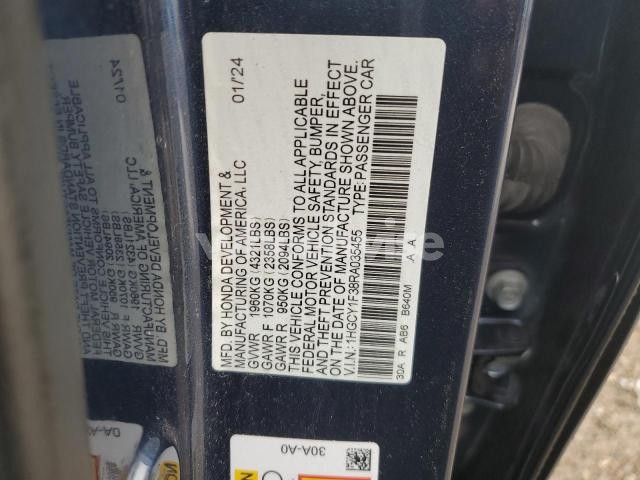 MFD. BY HONDA DEVELOPMENT & 01/24
MANUFACTURING OF AMERICA, LLC
GVWR 1960KG (4321LBS)
GAWR F 1070KG (2358LBS)
GAWR R 950KG (2094LBS)
THIS VEHICLE CONFORMS TO ALL APPLICABLE
FEDERAL MOTOR VEHICLE SAFETY, BUMPER,
AND THEFT PREVENTION STANDARDS IN EFFECT
ON THE DATE OF MANUFACTURE SHOWN ABOVE.
V.I.N.: 1HGCY1F38RA035455 TYPE: PASSENGER CAR
30A R AB6 B640M A A
30A-A0